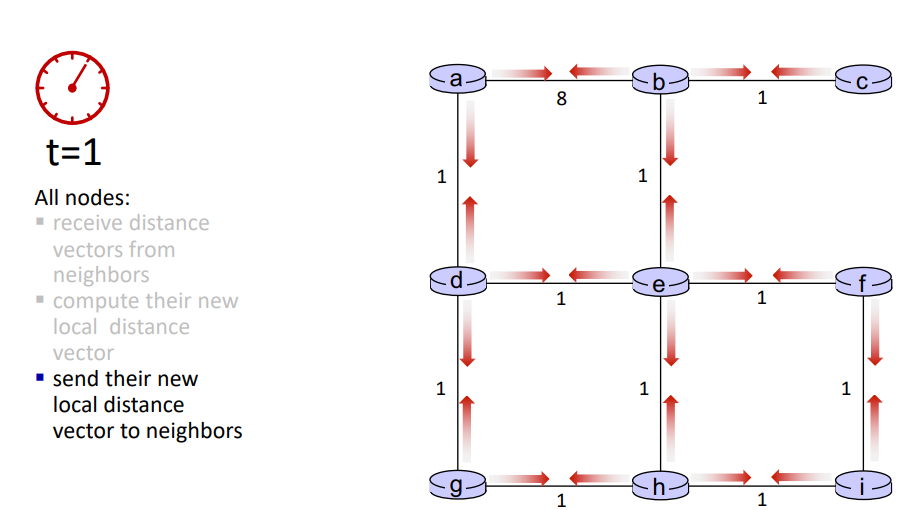 t=1
All nodes:
receive distance
vectors from
neighbors
compute their new
local distance
vector
send their new
local distance
vector to neighbors
a b c
8 1
1 1
d e f
1 1
1 1 1
g h i
1 1